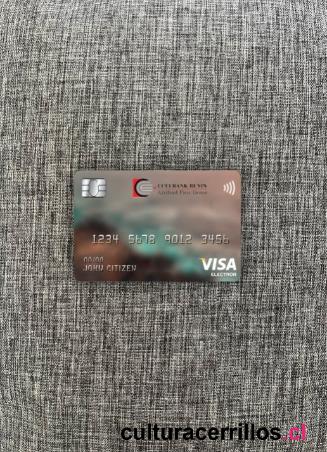 1234 5678 9012 3456
00/00
JOHN CITIZEN
VISA
ELECTRON
culturacerrillos.cl